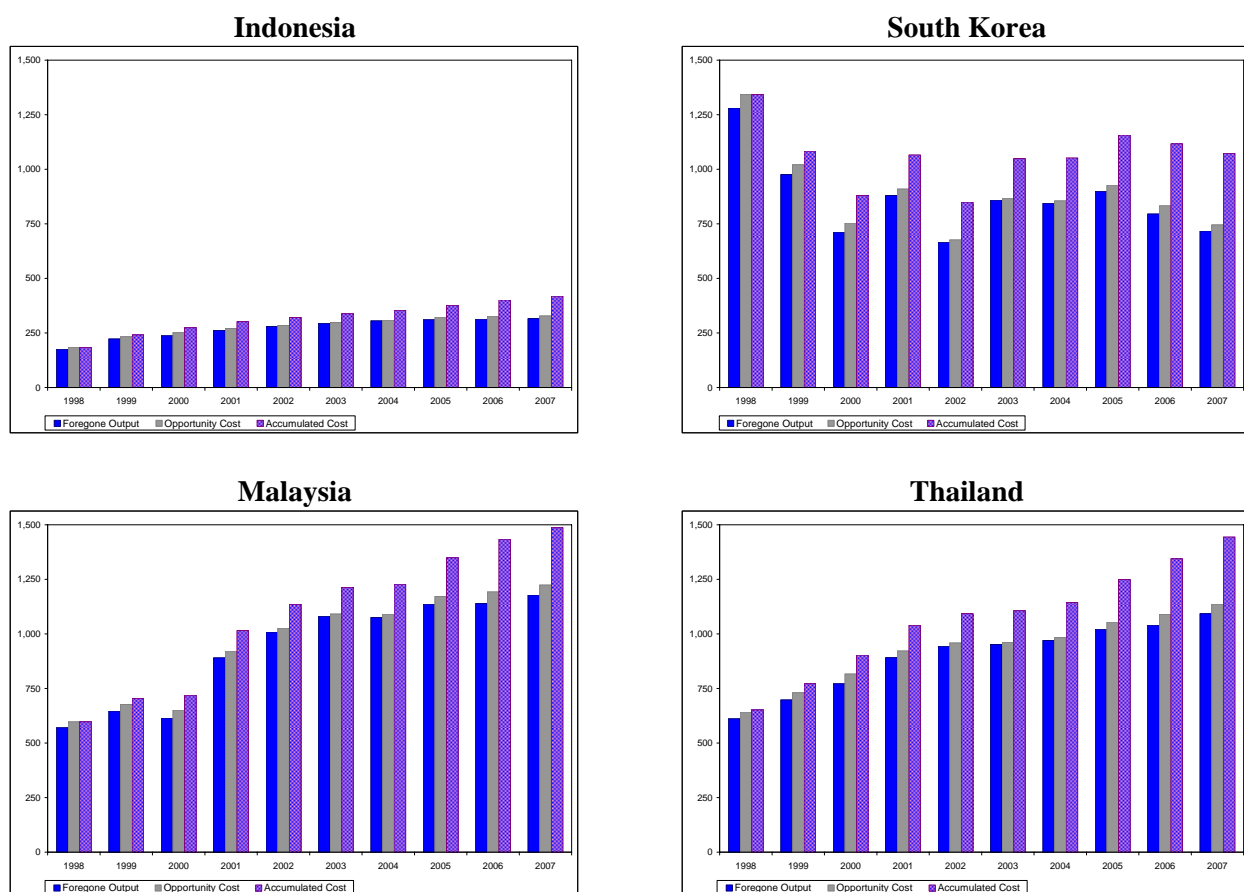 Indonesia
1,500
1,250
1,000
750
500
250
0
1998 1999 2000 2001 2002 2003 2004 2005 2006 2007
Foregone Output Opportunity Cost Accumulated Cost
South Korea
1,500
1,250
1,000
750
500
250
0
1998 1999 2000 2001 2002 2003 2004 2005 2006 2007
Foregone Output Opportunity Cost Accumulated Cost
Malaysia
1,500
1,250
1,000
750
500
250
0
1998 1999 2000 2001 2002 2003 2004 2005 2006 2007
Foregone Output Opportunity Cost Accumulated Cost
Thailand
1,500
1,250
1,000
750
500
250
0
1998 1999 2000 2001 2002 2003 2004 2005 2006 2007
Foregone Output Opportunity Cost Accumulated Cost